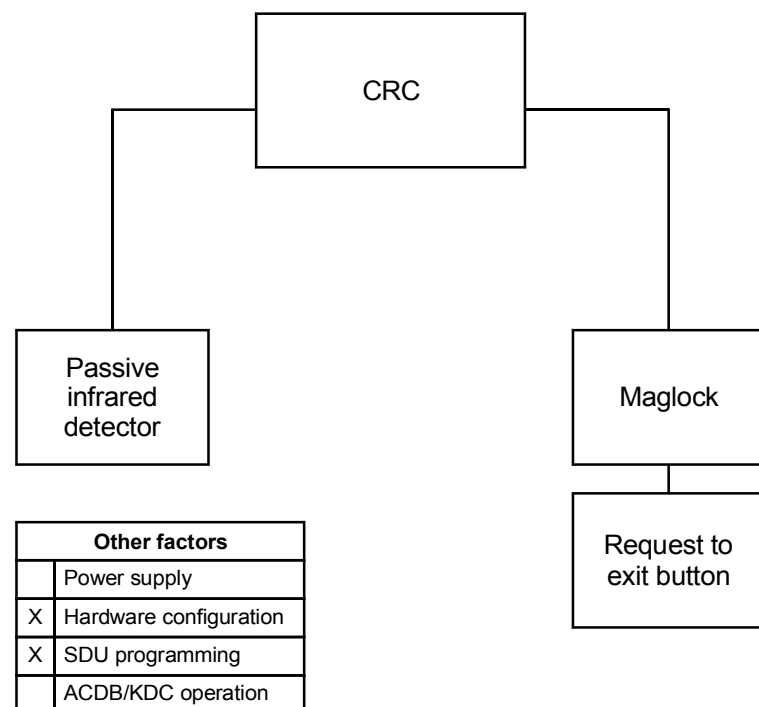 CRC
Passive
infrared
detector
Maglock
Request to
exit button
Other factors
Power supply
X Hardware configuration
X SDU programming
ACDB/KDC operation